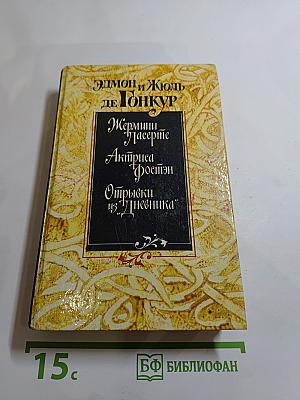 Эдмон и Жюль
де Гонкур
Жермини
Ласерте
Актриса
Фостэн
Отрывки
из „Дневника“
15с
БФ БИБЛИОФАН